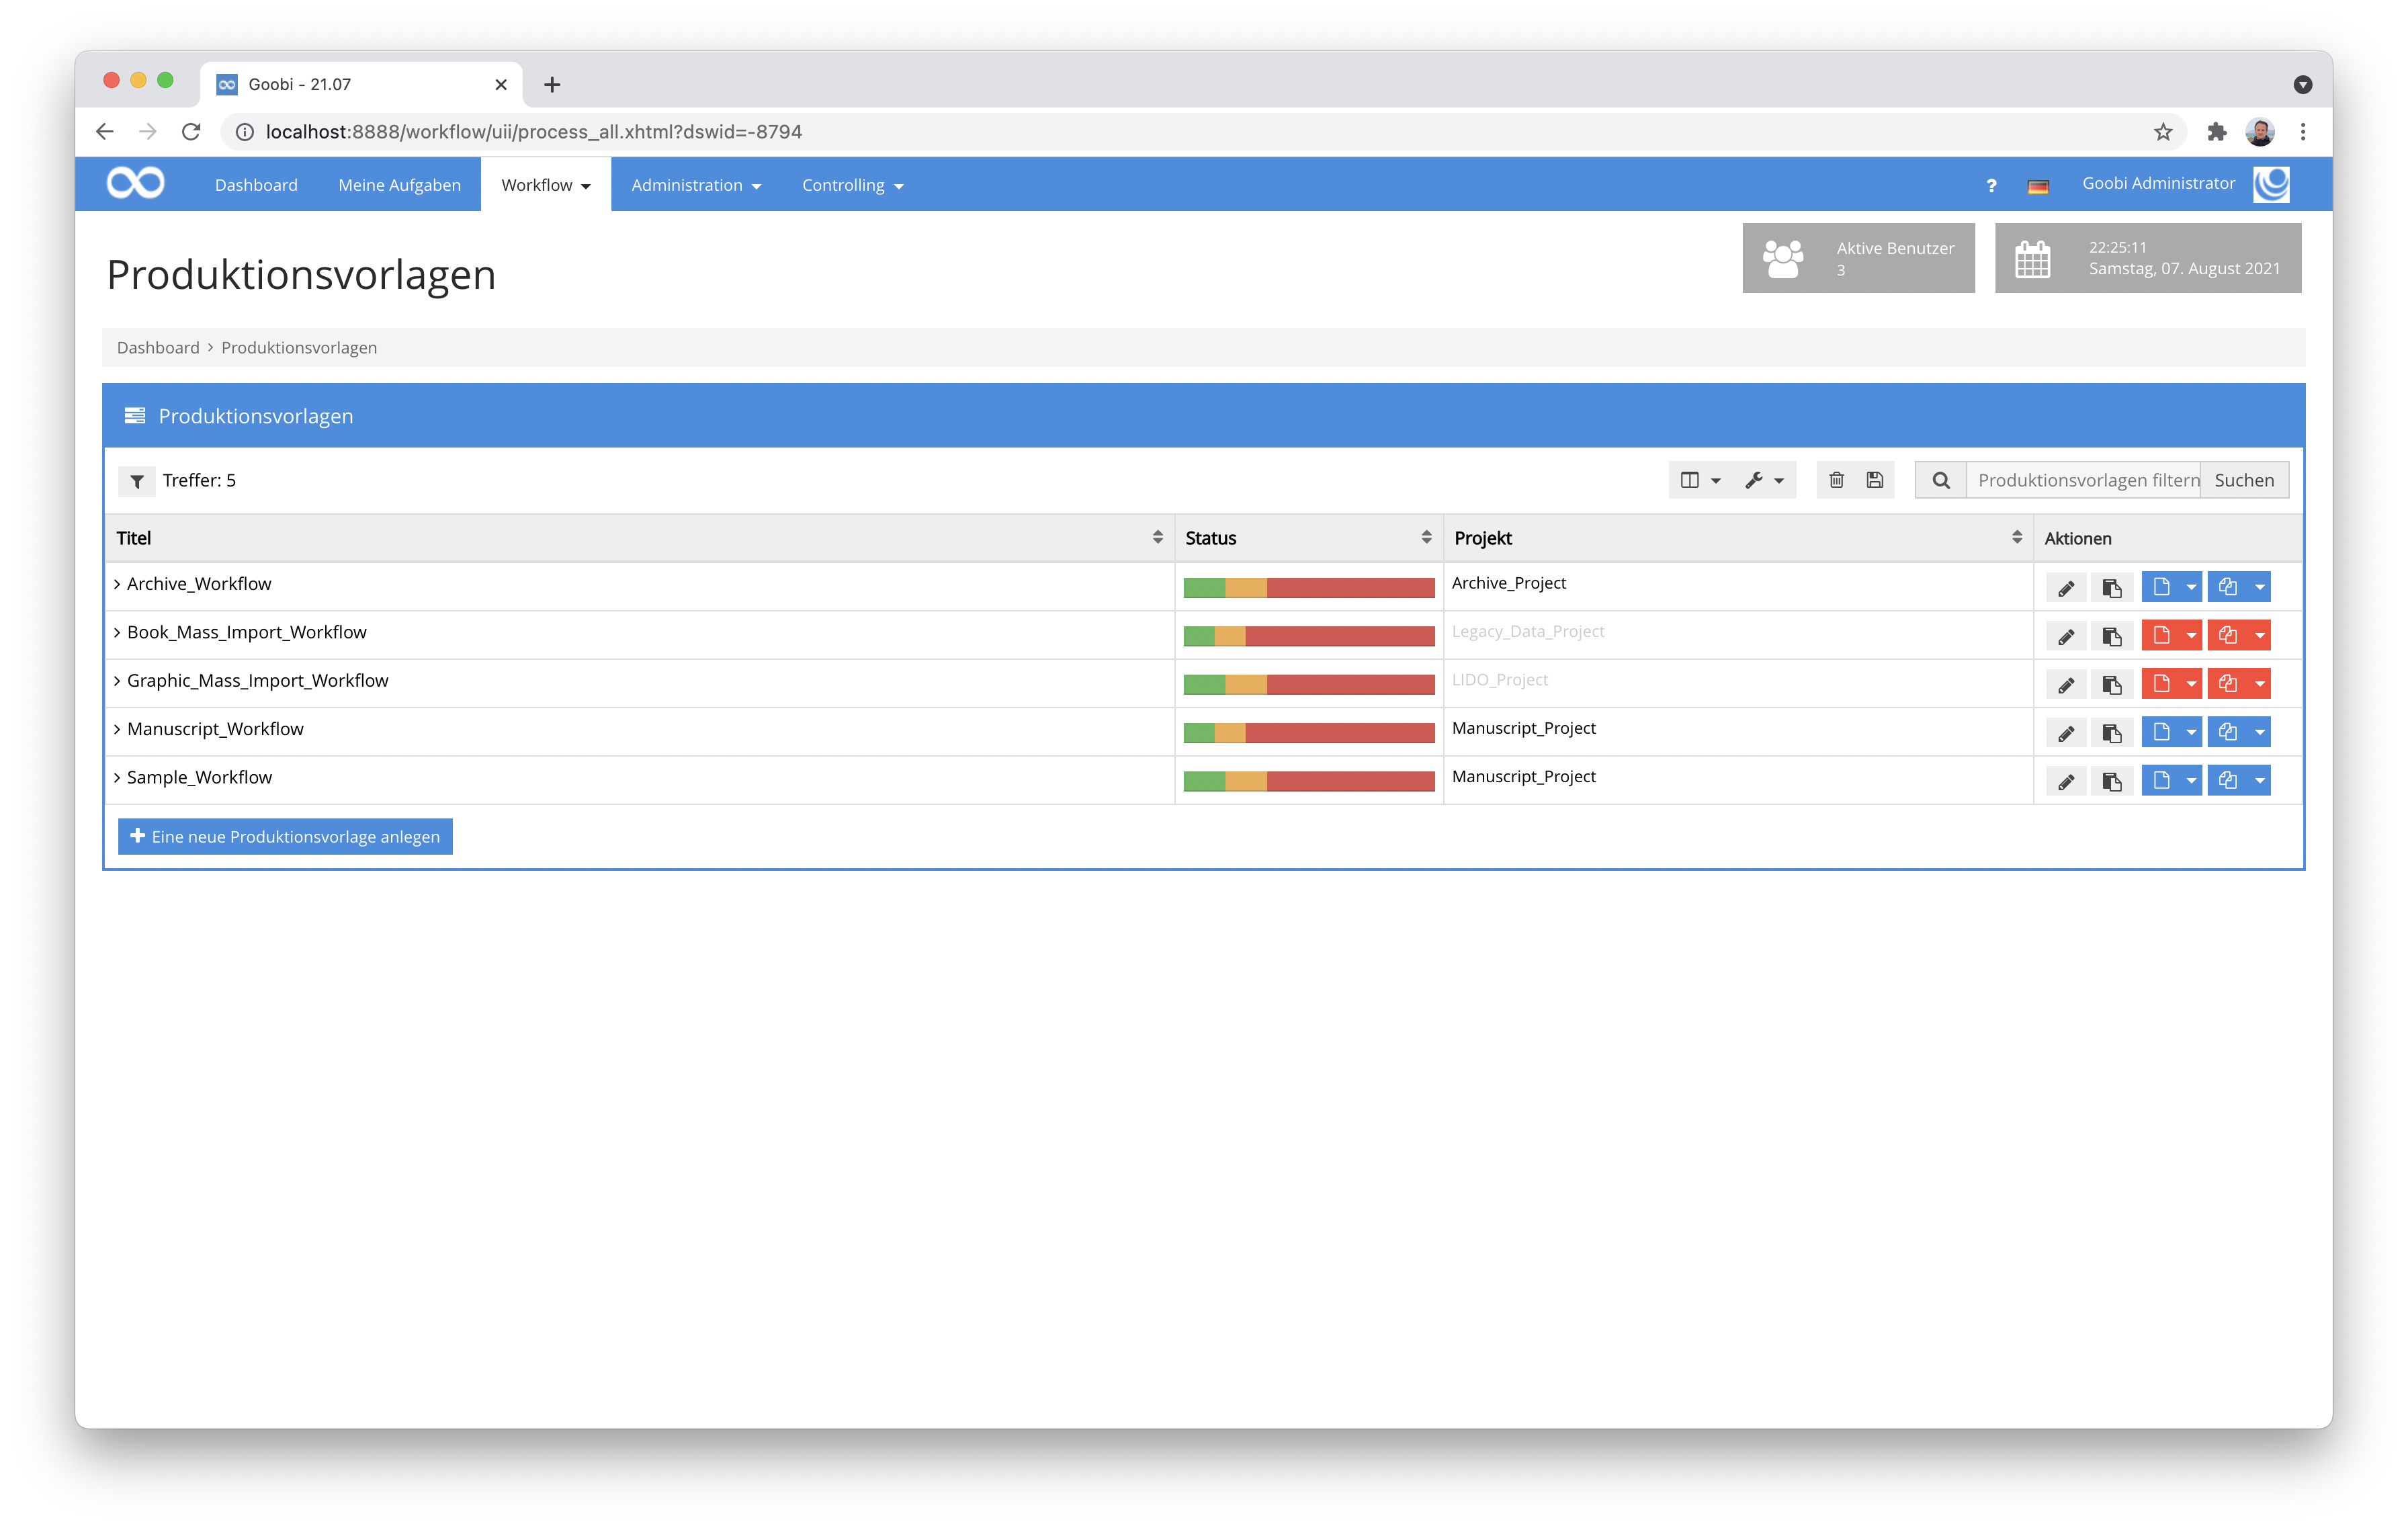 Goobi - 21.07
localhost:8888/workflow/uii/process_all.xhtml?dswid=-8794
Dashboard Meine Aufgaben Workflow Administration Controlling ? Goobi Administrator
Produktionsvorlagen
Aktive Benutzer
3
22:25:11
Samstag, 07. August 2021
Dashboard > Produktionsvorlagen
Produktionsvorlagen
Treffer: 5 Produktionsvorlagen filtern Suchen
Titel Status Projekt Aktionen
Archive_Workflow Archive_Project
Book_Mass_Import_Workflow Legacy_Data_Project
Graphic_Mass_Import_Workflow LIDO_Project
Manuscript_Workflow Manuscript_Project
Sample_Workflow Manuscript_Project
Eine neue Produktionsvorlage anlegen